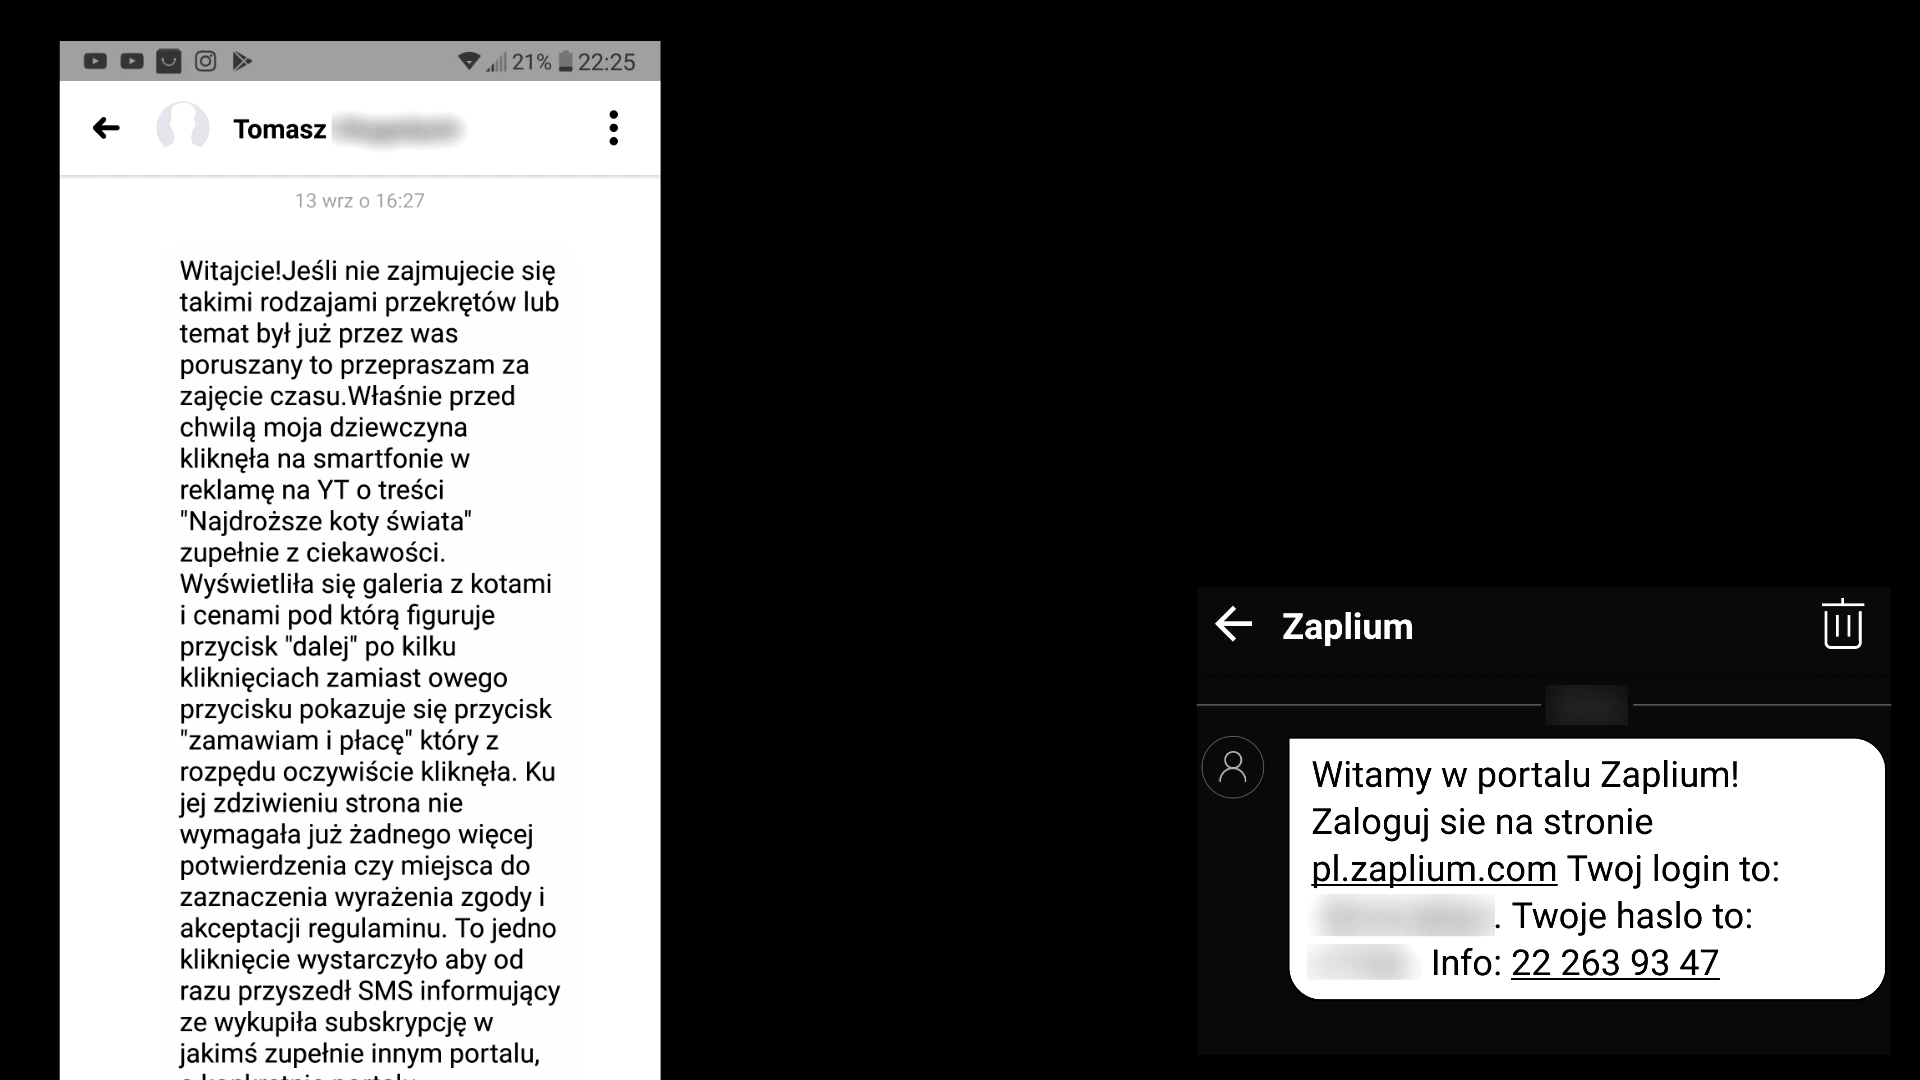 21% 22:25
Tomasz
13 wrz o 16:27
Witajcie!Jeśli nie zajmujecie się
takimi rodzajami przekrętów lub
temat był już przez was
poruszany to przepraszam za
zajęcie czasu.Właśnie przed
chwilą moja dziewczyna
kliknęła na smartfonie w
reklamę na YT o treści
"Najdroższe koty świata"
zupełnie z ciekawości.
Wyświetliła się galeria z kotami
i cenami pod którą figuruje
przycisk "dalej" po kilku
kliknięciach zamiast owego
przycisku pokazuje się przycisk
"zamawiam i płacę" który z
rozpędu oczywiście kliknęła. Ku
jej zdziwieniu strona nie
wymagała już żadnego więcej
potwierdzenia czy miejsca do
zaznaczenia wyrażenia zgody i
akceptacji regulaminu. To jedno
kliknięcie wystarczyło aby od
razu przyszedł SMS informujący
ze wykupiła subskrypcję w
jakimś zupełnie innym portalu,
Zaplium
Witamy w portalu Zaplium!
Zaloguj sie na stronie
pl.zaplium.com Twoj login to:
. Twoje haslo to:
Info: 22 263 93 47